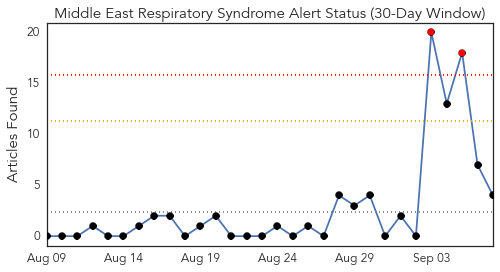 Middle East Respiratory Syndrome Alert Status (30-Day Window)
Articles Found
20
15
10
5
0
Aug 09 Aug 14 Aug 19 Aug 24 Aug 29 Sep 03